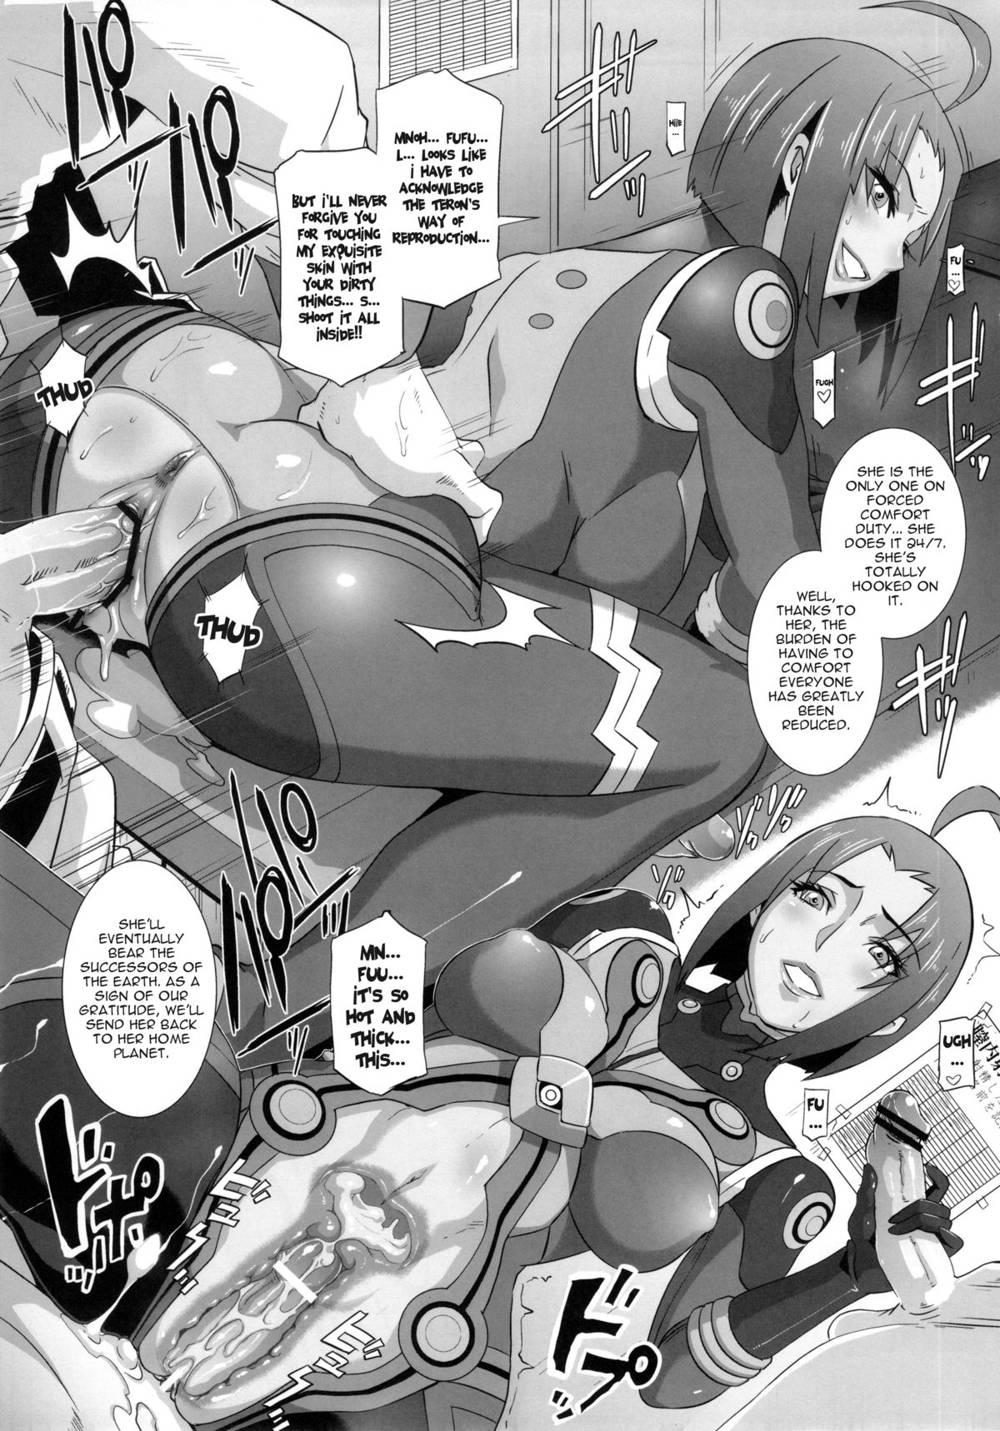 MNOH... FUFU...
L... LOOKS LIKE
I HAVE TO
ACKNOWLEDGE
THE TERON'S
WAY OF
REPRODUCTION...
BUT I'LL NEVER
FORGIVE YOU
FOR TOUCHING
MY EXQUISITE
SKIN WITH
YOUR DIRTY
THINGS... S...
SHOOT IT ALL
INSIDE!!
HIIE
...
FU
...♡
FUGH
♡
THUD
THUD
SHE IS THE
ONLY ONE ON
FORCED
COMFORT
DUTY... SHE
DOES IT 24/7.
SHE'S
TOTALLY
HOOKED ON
IT.
WELL,
THANKS TO
HER, THE
BURDEN OF
HAVING TO
COMFORT
EVERYONE
HAS GREATLY
BEEN
REDUCED.
SHE'LL
EVENTUALLY
BEAR THE
SUCCESSORS OF
THE EARTH. AS A
SIGN OF OUR
GRATITUDE, WE'LL
SEND HER BACK
TO HER HOME
PLANET.
MN...
FUU...
IT'S SO
HOT AND
THICK...
THIS...
UGH
...
♡
FU
...
ドプ